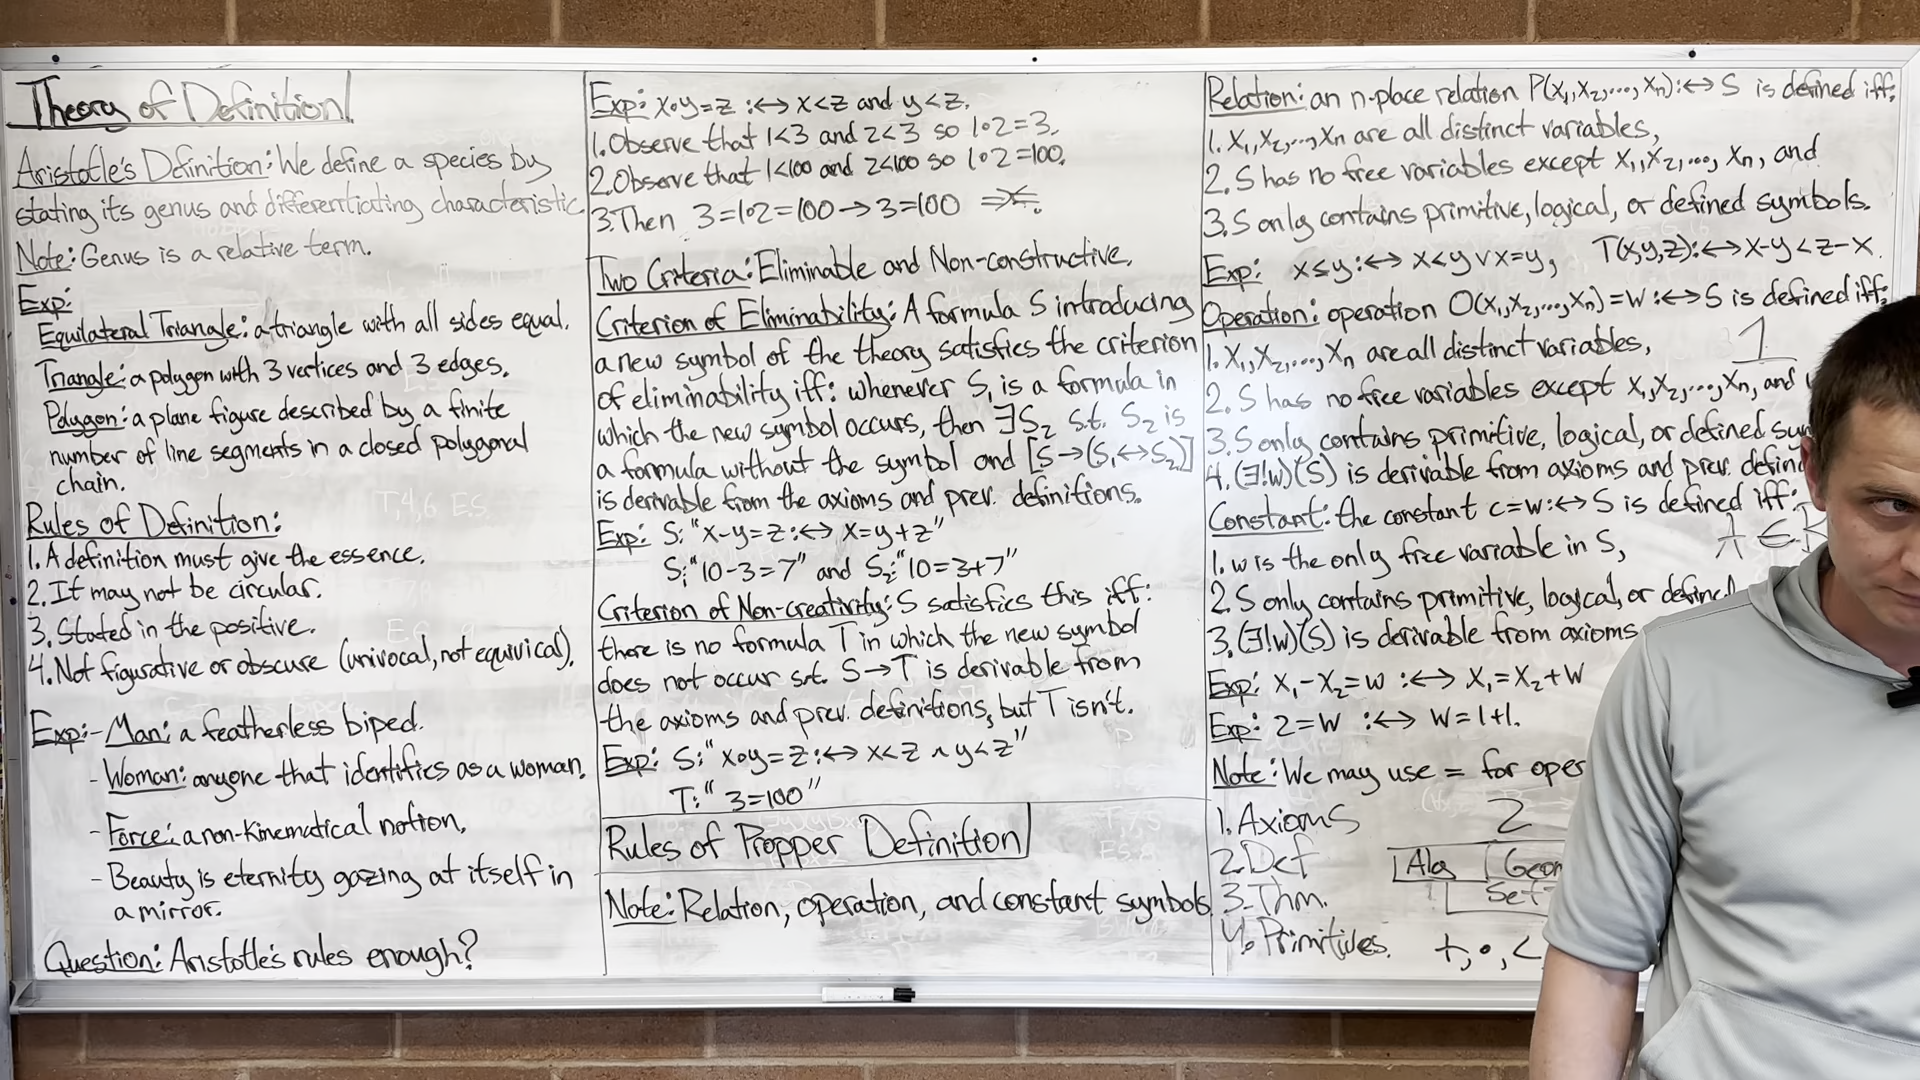 Theory of Definition
Aristotle's Definition: We define a species by
stating its genus and differentiating characteristic.
Note: Genus is a relative term.
Exp:
Equilateral Triangle: a triangle with all sides equal.
Triangle: a polygon with 3 vertices and 3 edges.
Polygon: a plane figure described by a finite
number of line segments in a closed polygonal
chain.
Rules of Definition:
1. A definition must give the essence.
2. It may not be circular.
3. Stated in the positive.
4. Not figurative or obscure (univocal, not equivical).
Exp: - Man: a featherless biped.
- Woman: anyone that identifies as a woman.
- Force: a non-kinematical notion.
- Beauty is eternity gazing at itself in
a mirror.
Question: Aristotle's rules enough?
Exp: x∘y=z :↔ x<z and y<z.
1. Observe that 1<3 and 2<3 so 1∘2=3.
2. Observe that 1<100 and 2<100 so 1∘2=100.
3. Then 3=1∘2=100 → 3=100 ⇒⇐.
Two Criteria: Eliminable and Non-constructive.
Criterion of Eliminability: A formula S introducing
a new symbol of the theory satisfies the criterion
of eliminability iff: whenever S₁ is a formula in
which the new symbol occurs, then ∃S₂ s.t. S₂ is
a formula without the symbol and [S→(S₁↔S₂)]
is derivable from the axioms and prev. definitions.
Exp: S: "x-y=z :↔ x=y+z"
S₁: "10-3=7" and S₂: "10=3+7"
Criterion of Non-creativity: S satisfies this iff:
there is no formula T in which the new symbol
does not occur s.t. S→T is derivable from
the axioms and prev. definitions, but T isn't.
Exp: S: "x∘y=z :↔ x<z ∧ y<z"
T: "3=100"
Rules of Propper Definition
Note: Relation, operation, and constant symbols
Relation: an n-place relation P(x₁,x₂,...,xₙ) :↔ S is defined iff:
1. x₁,x₂,...,xₙ are all distinct variables,
2. S has no free variables except x₁,x₂,...,xₙ, and
3. S only contains primitive, logical, or defined symbols.
Exp: x≤y :↔ x<y ∨ x=y, T(x,y,z) :↔ x-y<z-x.
Operation: operation O(x₁,x₂,...,xₙ)=w :↔ S is defined iff:
1. x₁,x₂,...,xₙ are all distinct variables,
1
2. S has no free variables except x₁,x₂,...,xₙ, and
3. S only contains primitive, logical, or defined
4. (∃!w)(S) is derivable from axioms and prev.
Constant: the constant c=w :↔ S is defined iff:
1. w is the only free variable in S,
A ∈
2. S only contains primitive, logical, or
3. (∃!w)(S) is derivable from axioms
Exp: x₁-x₂=w :↔ x₁=x₂+w
Exp: 2=w :↔ w=1+1.
Note: We may use = for
1. Axioms 2
2. Def Alg Geom
3. Thm. Set
4. Primitives. +, ∘, <